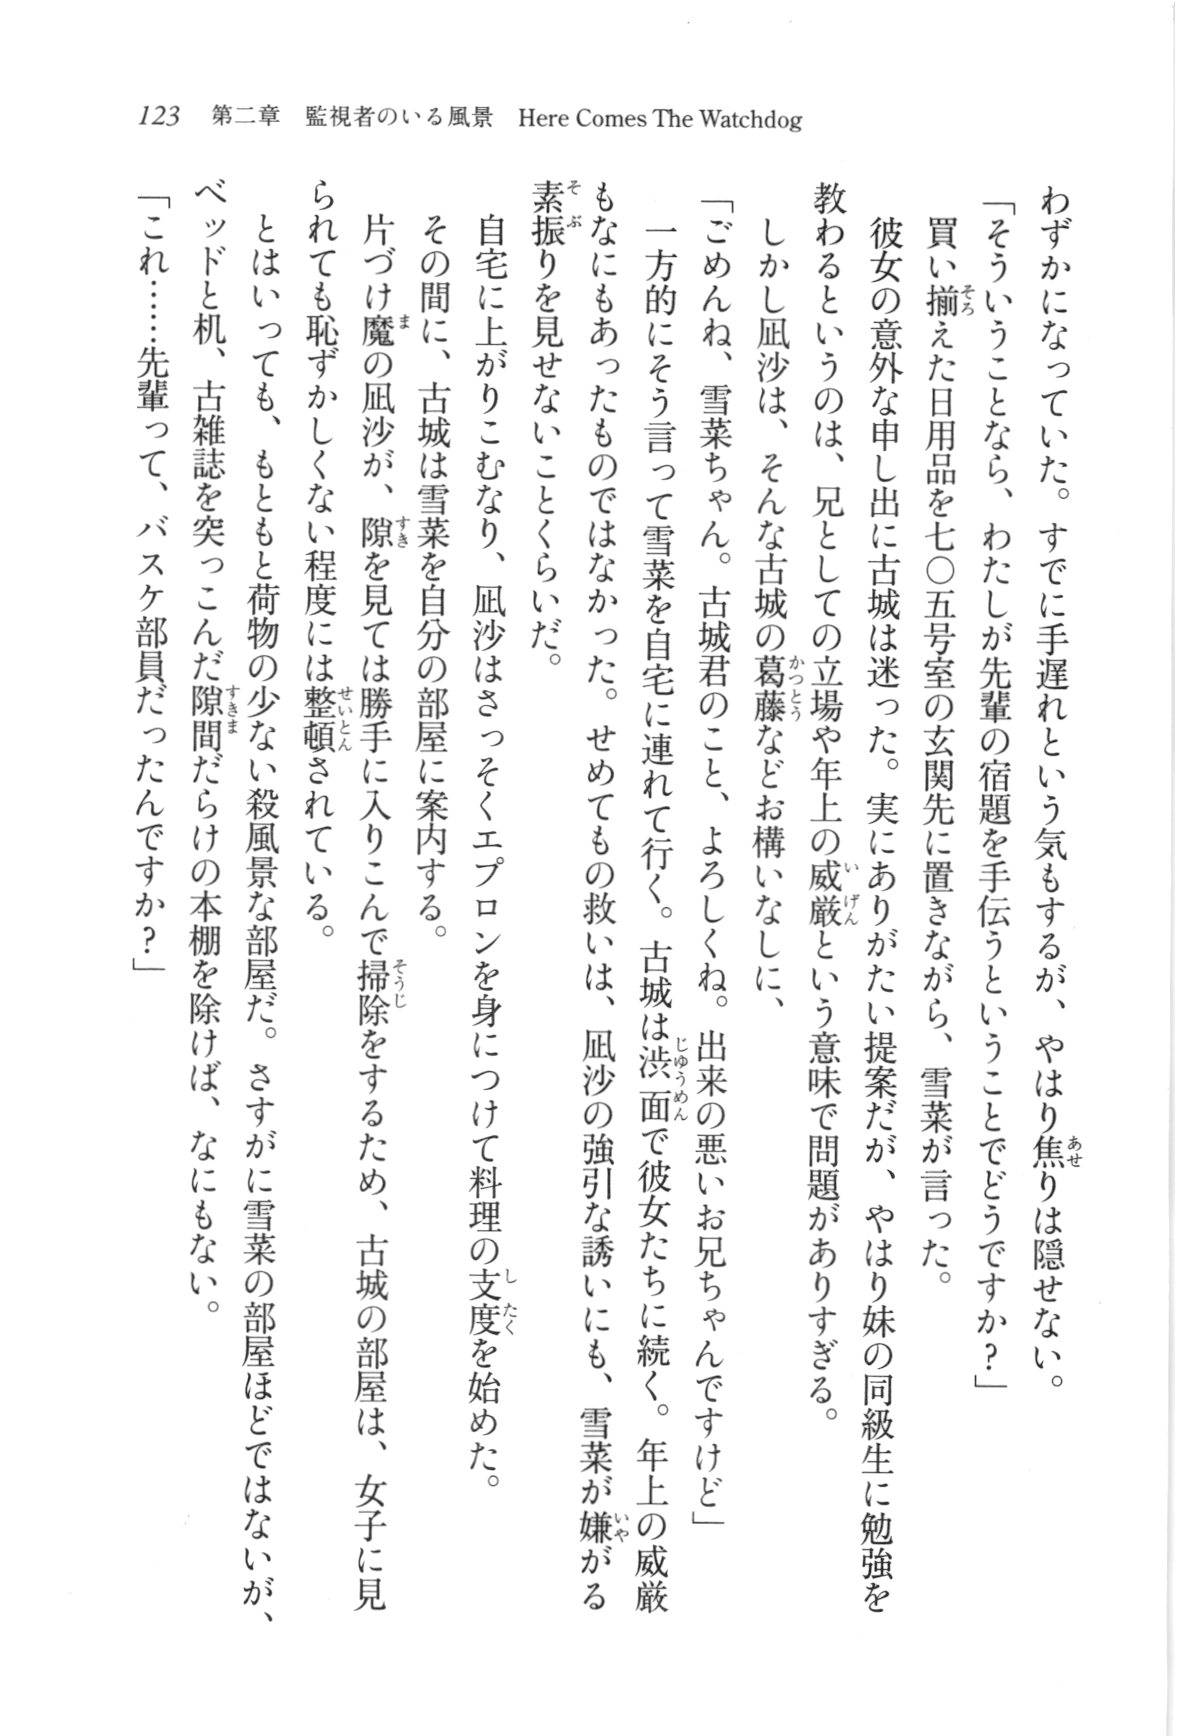 123 第二章 監視者のいる風景 Here Comes The Watchdog
わずかになっていた。すでに手遅れという気もするが、やはり焦りは隠せない。
「そういうことなら、わたしが先輩の宿題を手伝うということでどうですか？」
買い揃えた日用品を七〇五号室の玄関先に置きながら、雪菜が言った。
彼女の意外な申し出に古城は迷った。実にありがたい提案だが、やはり妹の同級生に勉強を
教わるというのは、兄としての立場や年上の威厳という意味で問題がありすぎる。
しかし凪沙は、そんな古城の葛藤などお構いなしに、
「ごめんね、雪菜ちゃん。古城君のこと、よろしくね。出来の悪いお兄ちゃんですけど」
一方的にそう言って雪菜を自宅に連れて行く。古城は渋面で彼女たちに続く。年上の威厳
もなにもあったものではなかった。せめてもの救いは、凪沙の強引な誘いにも、雪菜が嫌がる
素振りを見せないことくらいだ。
自宅に上がりこむなり、凪沙はさっそくエプロンを身につけて料理の支度を始めた。
その間に、古城は雪菜を自分の部屋に案内する。
片づけ魔の凪沙が、隙を見ては勝手に入りこんで掃除をするため、古城の部屋は、女子に見
られても恥ずかしくない程度には整頓されている。
とはいっても、もともと荷物の少ない殺風景な部屋だ。さすがに雪菜の部屋ほどではないが、
ベッドと机、古雑誌を突っこんだ隙間だらけの本棚を除けば、なにもない。
「これ……先輩って、バスケ部員だったんですか？」